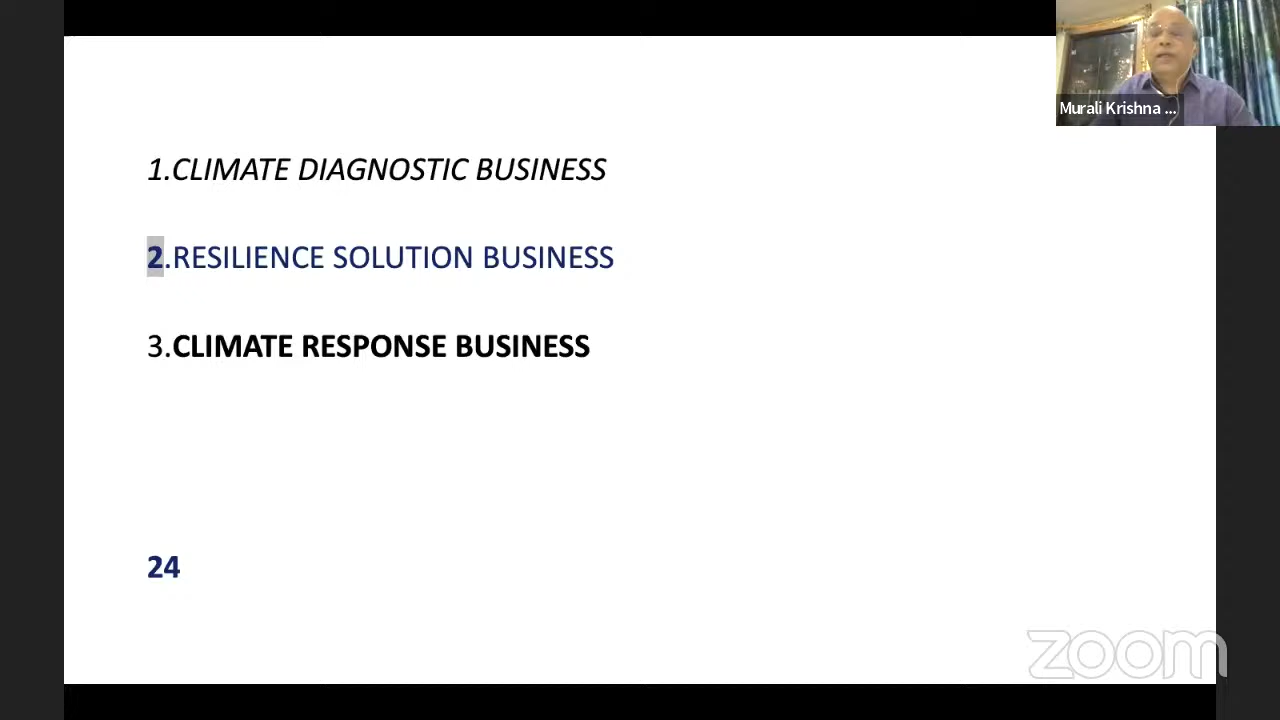 Murali Krishna ...
1.CLIMATE DIAGNOSTIC BUSINESS
2.RESILIENCE SOLUTION BUSINESS
3.CLIMATE RESPONSE BUSINESS
24
zoom